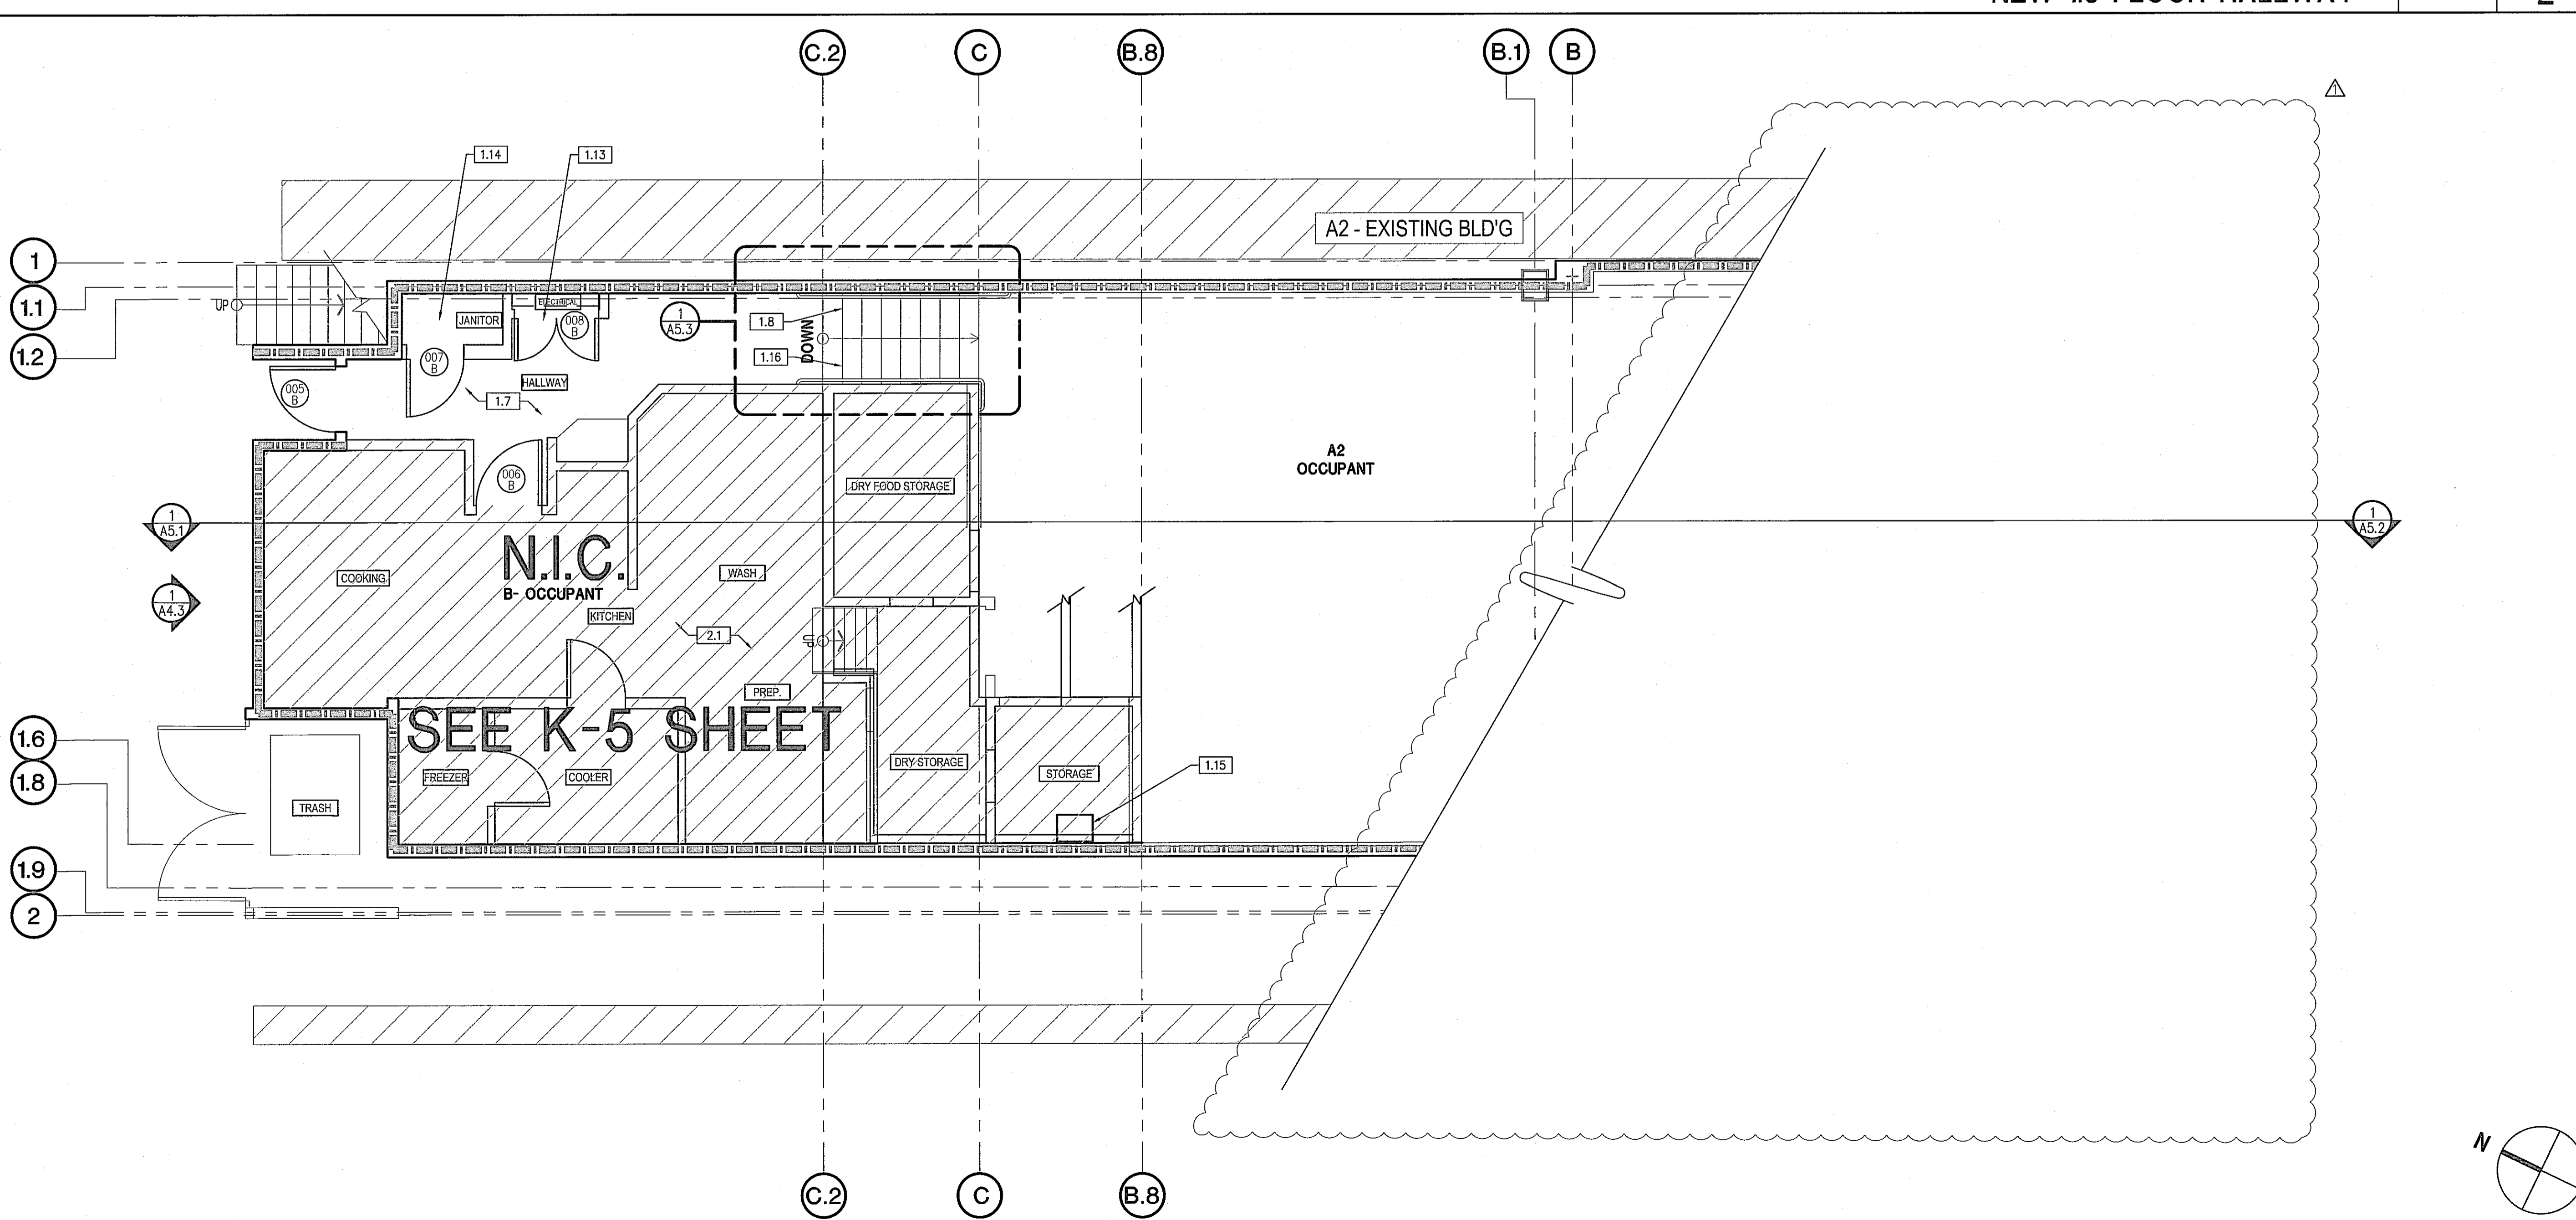 C.2
C
B.8
B.1
B
1
1.14
1.13
A2 - EXISTING BLD'G
1
1.1
1.2
UP
JANITOR
ELECTRICAL
008
B
1
A5.3
1.8
DOWN
1.16
007
B
HALLWAY
005
B
1.7
A2
OCCUPANT
006
B
DRY FOOD STORAGE
1
A5.1
1
A5.2
N.I.C.
COOKING
WASH
B- OCCUPANT
1
A4.3
KITCHEN
2.1
UP
PREP.
SEE K-5 SHEET
1.6
1.8
FREEZER
COOLER
DRY STORAGE
STORAGE
1.15
TRASH
1.9
2
N
C.2
C
B.8